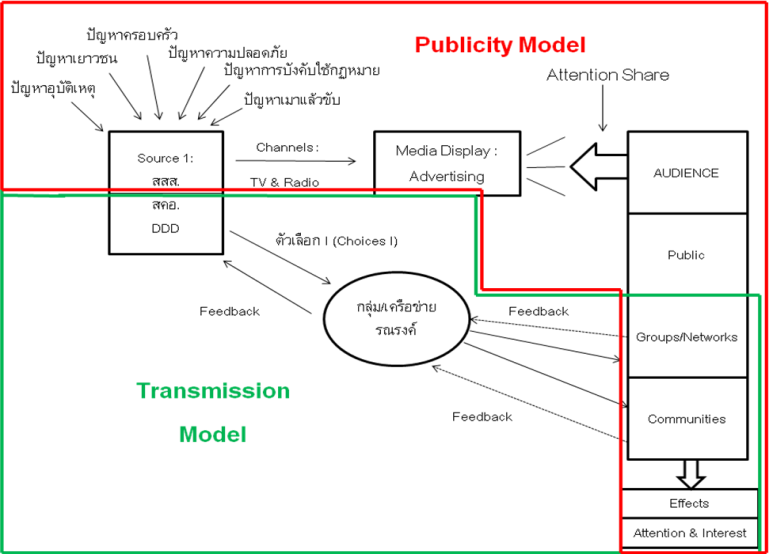 ปัญหาครอบครัว
Publicity Model
ปัญหาเยาวชน
ปัญหาความปลอดภัย
ปัญหาการบังคับใช้กฎหมาย
Attention Share
ปัญหาอุบัติเหตุ
ปัญหาเมาแล้วขับ
Source 1:
สสส.
สคอ.
DDD
Channels :
TV & Radio
Media Display :
Advertising
AUDIENCE
Public
ตัวเลือก I (Choices I)
Feedback
กลุ่ม/เครือข่าย
รณรงค์
Feedback
Groups/Networks
Transmission
Model
Feedback
Communities
Effects
Attention & Interest